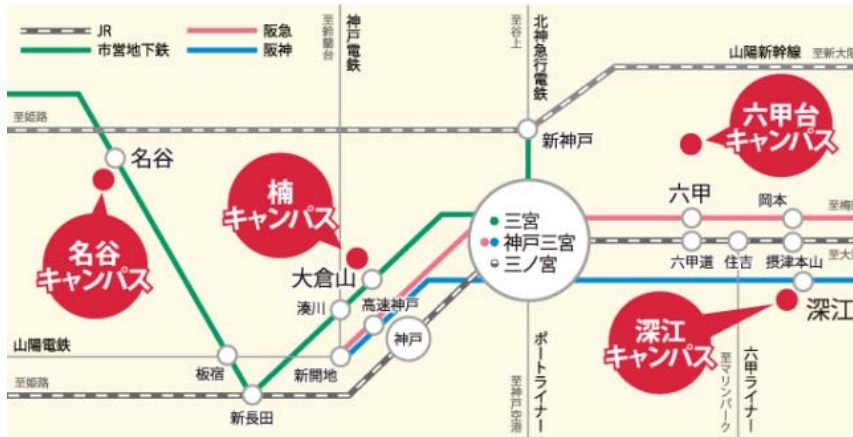 JR
阪急
市営地下鉄
阪神
至鈴蘭台
神戸電鉄
至谷上
北神急行電鉄
山陽新幹線
至新大阪
至姫路
新神戸
六甲台
キャンパス
名谷
楠
キャンパス
六甲
岡本
至梅
三宮
神戸三宮
三ノ宮
名谷
キャンパス
大倉山
六甲道
住吉
摂津本山
至大
湊川
高速神戸
深江
深江
キャンパス
山陽電鉄
神戸
板宿
新開地
ポートライナー
至神戸空港
六甲ライナー
至マリンパーク
至姫路
新長田